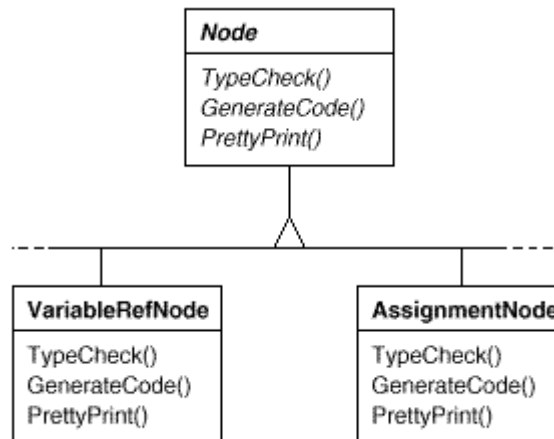 Node
TypeCheck()
GenerateCode()
PrettyPrint()
VariableRefNode
TypeCheck()
GenerateCode()
PrettyPrint()
AssignmentNode
TypeCheck()
GenerateCode()
PrettyPrint()